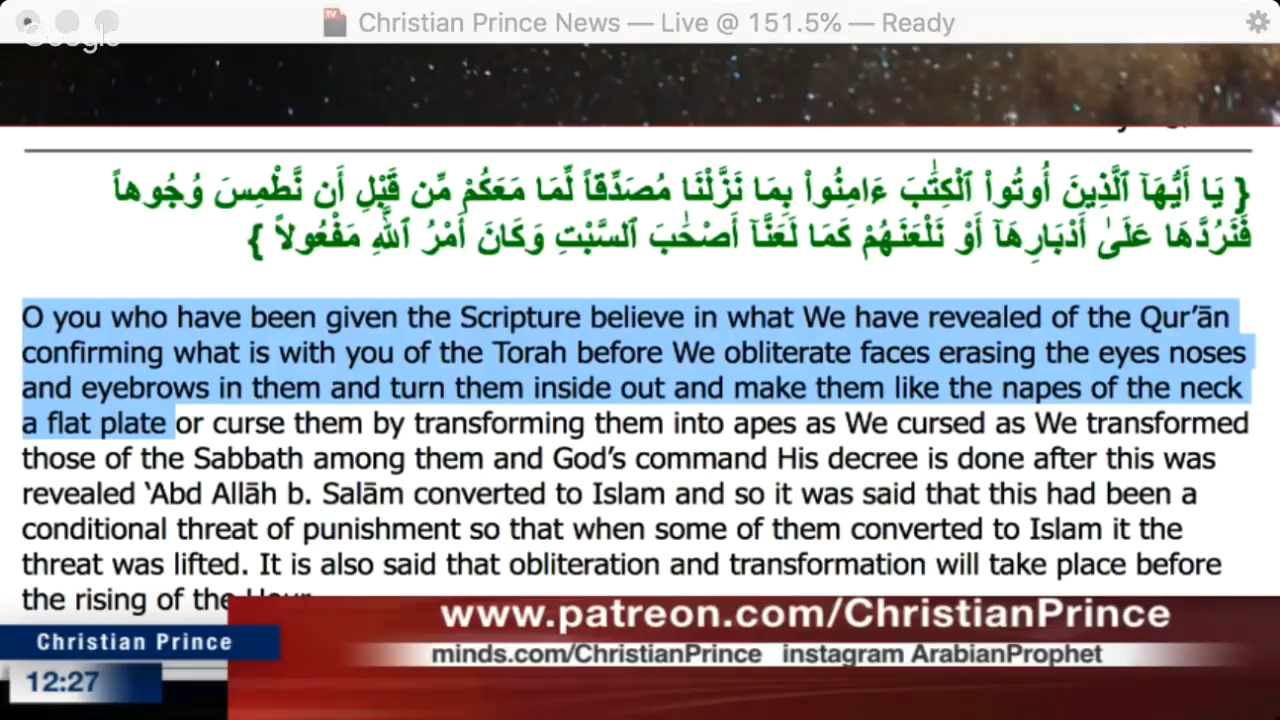 Christian Prince News — Live @ 151.5% — Ready
Google
{ يَا أَيُّهَآ ٱلَّذِينَ أُوتُواْ ٱلْكِتَٰبَ ءَامِنُواْ بِمَا نَزَّلْنَا مُصَدِّقاً لِّمَا مَعَكُمْ مِّن قَبْلِ أَن نَّطْمِسَ وُجُوهاً
فَنَرُدَّهَا عَلَىٰ أَدْبَارِهَآ أَوْ نَلْعَنَهُمْ كَمَا لَعَنَّآ أَصْحَٰبَ ٱلسَّبْتِ وَكَانَ أَمْرُ ٱللَّهِ مَفْعُولاً }
O you who have been given the Scripture believe in what We have revealed of the Qur’ān
confirming what is with you of the Torah before We obliterate faces erasing the eyes noses
and eyebrows in them and turn them inside out and make them like the napes of the neck
a flat plate or curse them by transforming them into apes as We cursed as We transformed
those of the Sabbath among them and God’s command His decree is done after this was
revealed ‘Abd Allāh b. Salām converted to Islam and so it was said that this had been a
conditional threat of punishment so that when some of them converted to Islam it the
threat was lifted. It is also said that obliteration and transformation will take place before
the rising of the Hour.
www.patreon.com/ChristianPrince
Christian Prince
minds.com/ChristianPrince instagram ArabianProphet
12:27